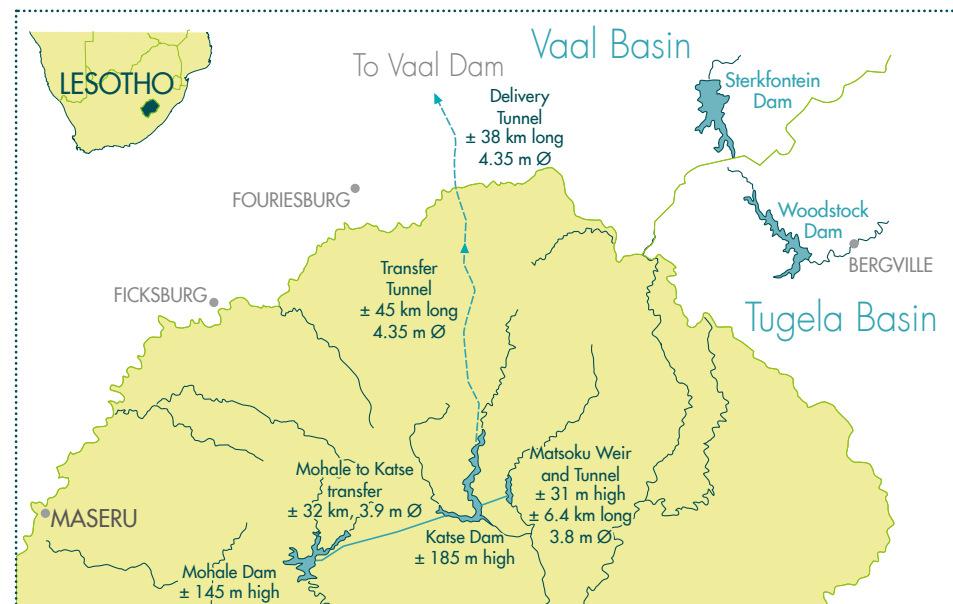 LESOTHO
Vaal Basin
To Vaal Dam
Sterkfontein
Dam
Delivery
Tunnel
± 38 km long
4.35 m Ø
FOURIESBURG
Woodstock
Dam
BERGVILLE
Transfer
Tunnel
± 45 km long
4.35 m Ø
FICKSBURG
Tugela Basin
Mohale to Katse
transfer
± 32 km, 3.9 m Ø
Matsoku Weir
and Tunnel
± 31 m high
± 6.4 km long
3.8 m Ø
MASERU
Katse Dam
± 185 m high
Mohale Dam
± 145 m high